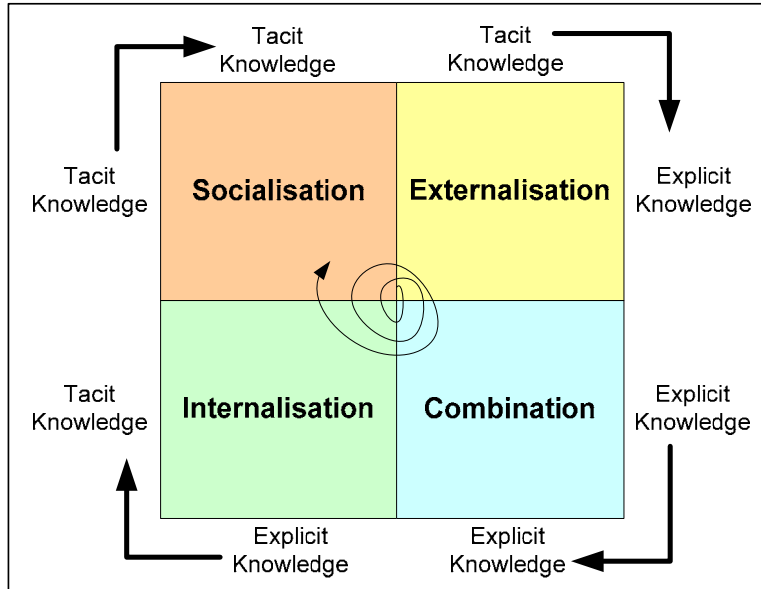 Tacit
Knowledge
Tacit
Knowledge
Tacit
Knowledge
Socialisation
Externalisation
Explicit
Knowledge
Tacit
Knowledge
Internalisation
Combination
Explicit
Knowledge
Explicit
Knowledge
Explicit
Knowledge